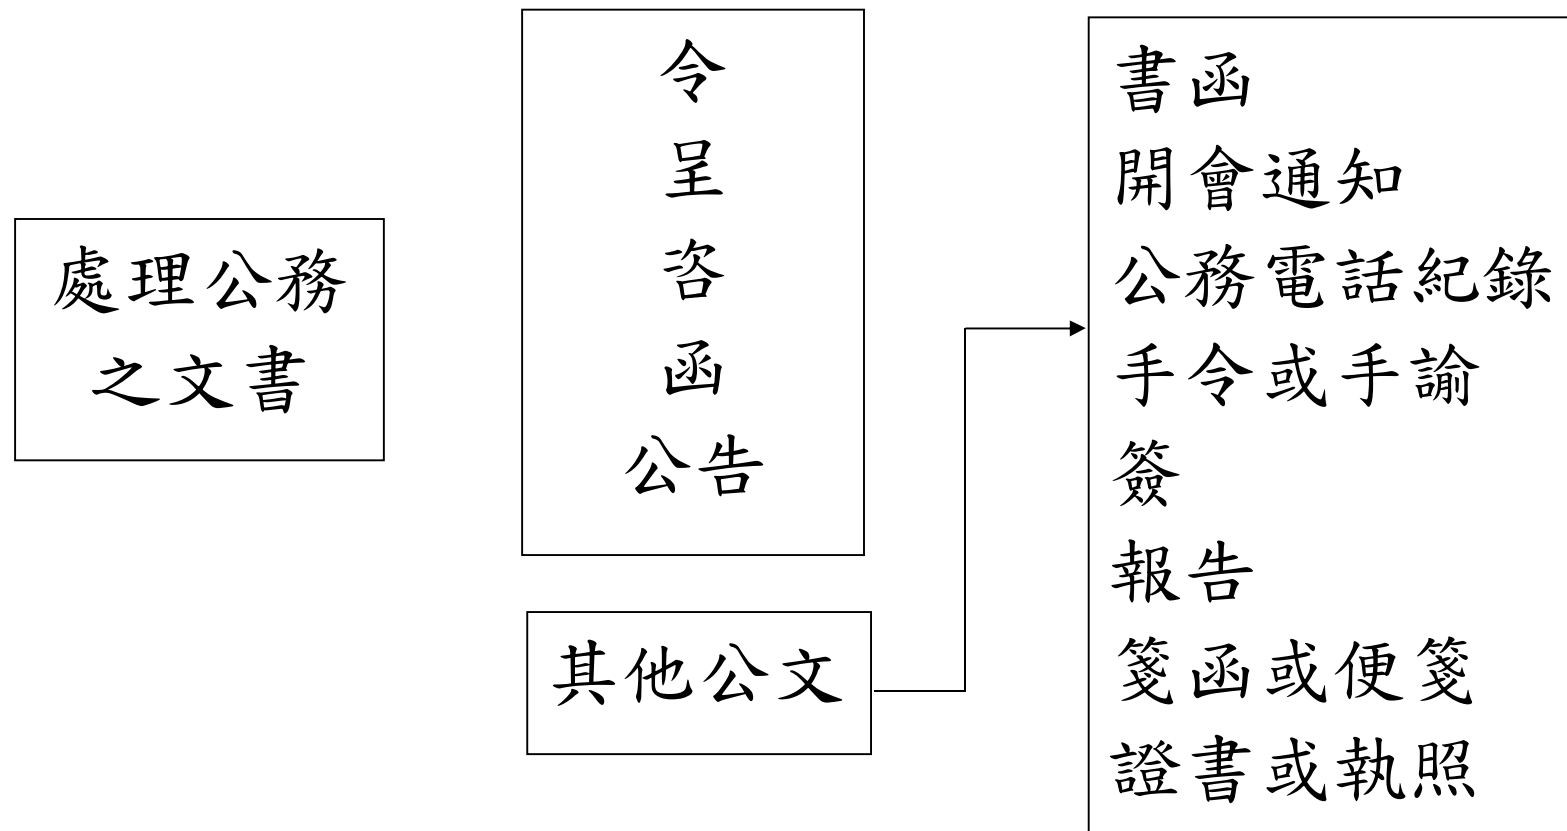 處理公務
之文書
令
呈
咨
函
公告
其他公文
書函
開會通知
公務電話紀錄
手令或手諭
簽
報告
箋函或便箋
證書或執照